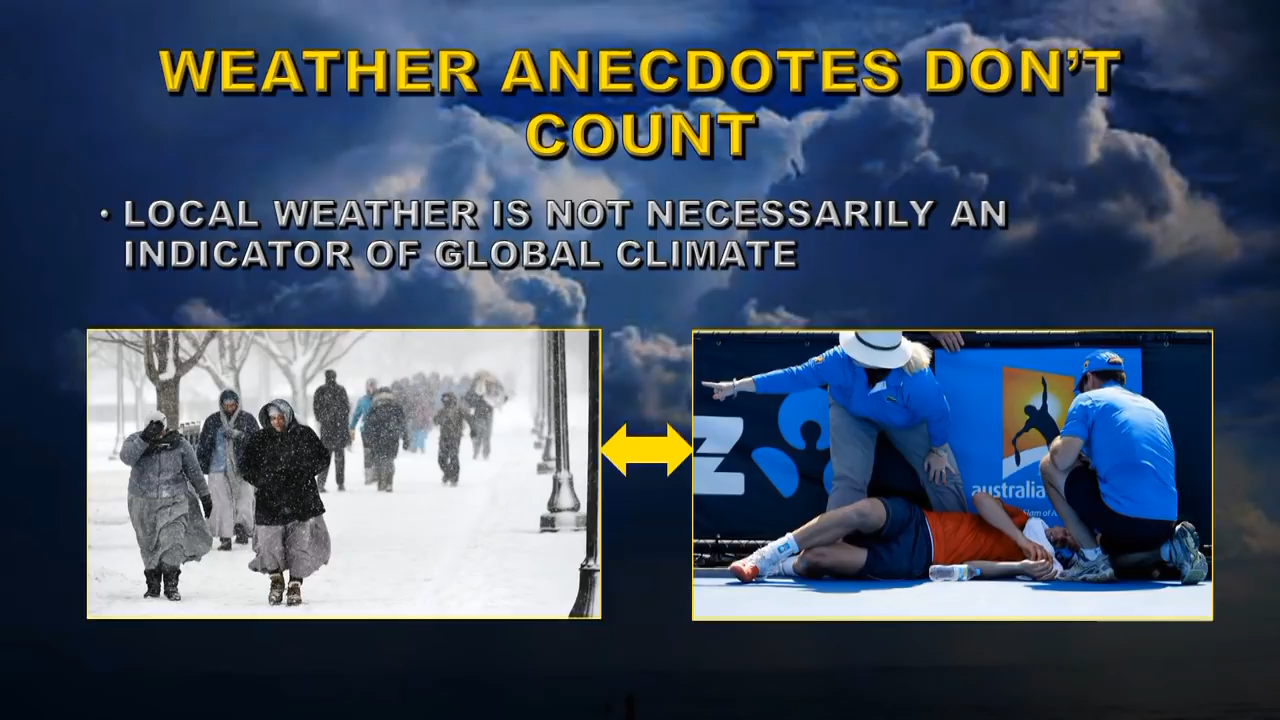 WEATHER ANECDOTES DON’T
COUNT
• LOCAL WEATHER IS NOT NECESSARILY AN
INDICATOR OF GLOBAL CLIMATE
Z
australia